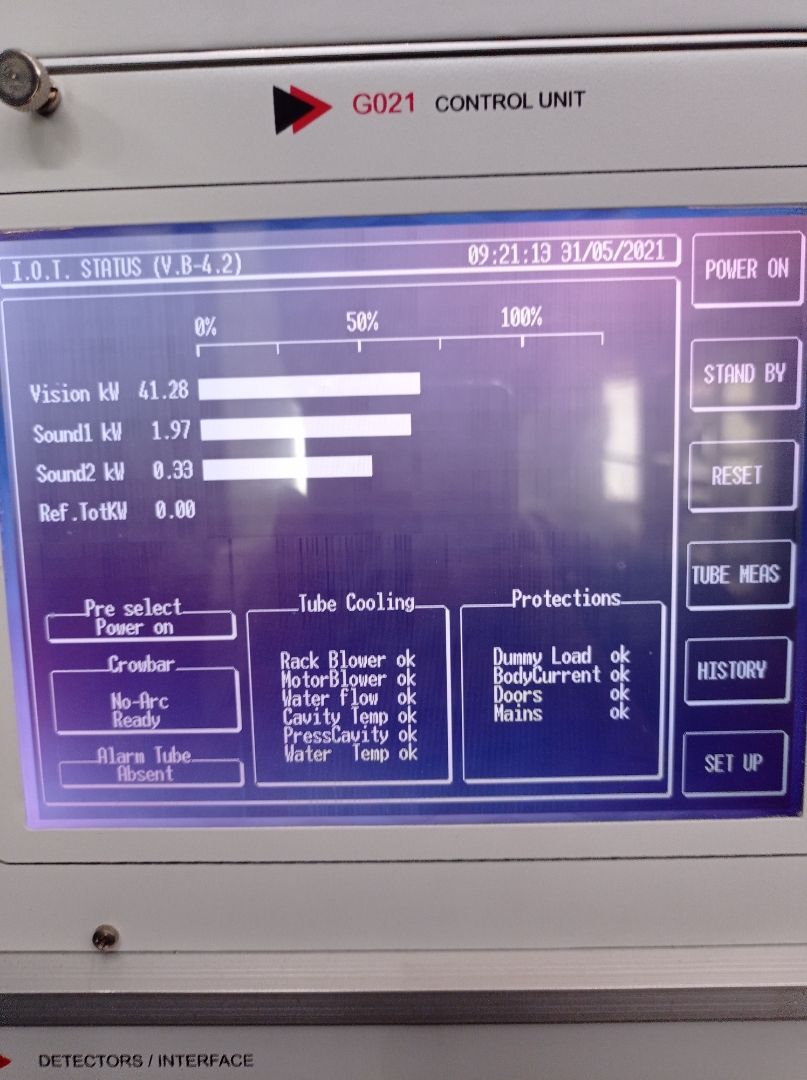 G021 CONTROL UNIT
I.O.T. STATUS (V.B-4.2) 09:21:13 31/05/2021
POWER ON
0% 50% 100%
STAND BY
Vision kW 41.28
Sound1 kW 1.97
Sound2 kW 0.33
RESET
Ref.TotKW 0.00
TUBE MEAS
Pre select
Power on
Crowbar
No-Arc
Ready
Alarm Tube
Absent
Tube Cooling
Rack Blower ok
MotorBlower ok
Water flow ok
Cavity Temp ok
PressCavity ok
Water Temp ok
Protections
Dummy Load ok
BodyCurrent ok
Doors ok
Mains ok
HISTORY
SET UP
DETECTORS / INTERFACE